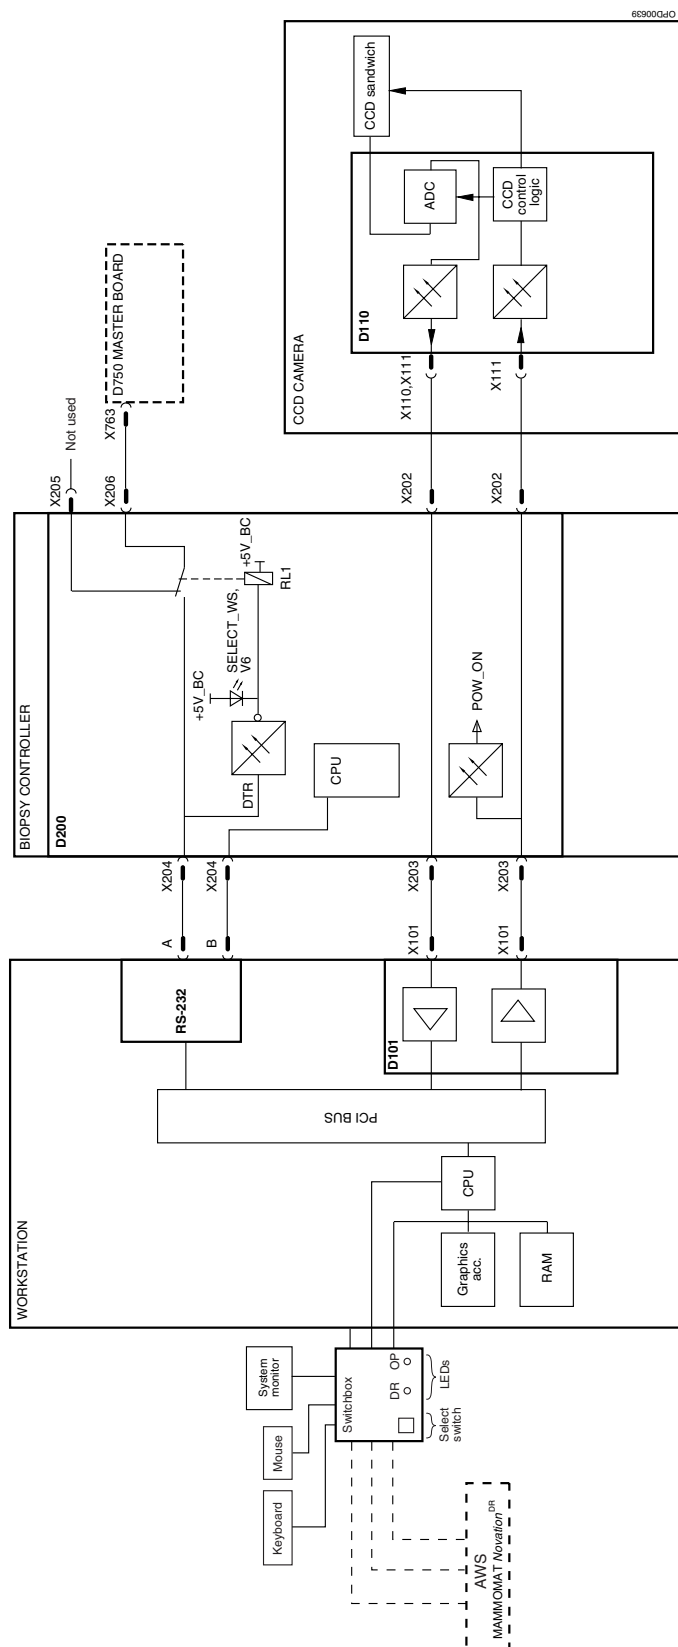 OPD00639
WORKSTATION
Keyboard
Mouse
System
monitor
Switchbox
DR
OP
Select
switch
LEDs
AWS
MAMMOMAT Novation DR
Graphics
acc.
RAM
CPU
PCI BUS
RS-232
A
B
D101
X101
X101
BIOPSY CONTROLLER
D200
X204
X204
X203
X203
DTR
+5V_BC
SELECT_WS,
V6
+5V_BC
RL1
CPU
POW_ON
X205
Not used
X206
X763
D750 MASTER BOARD
X202
X202
CCD CAMERA
X110,X111
X111
D110
ADC
CCD
control
logic
CCD sandwich